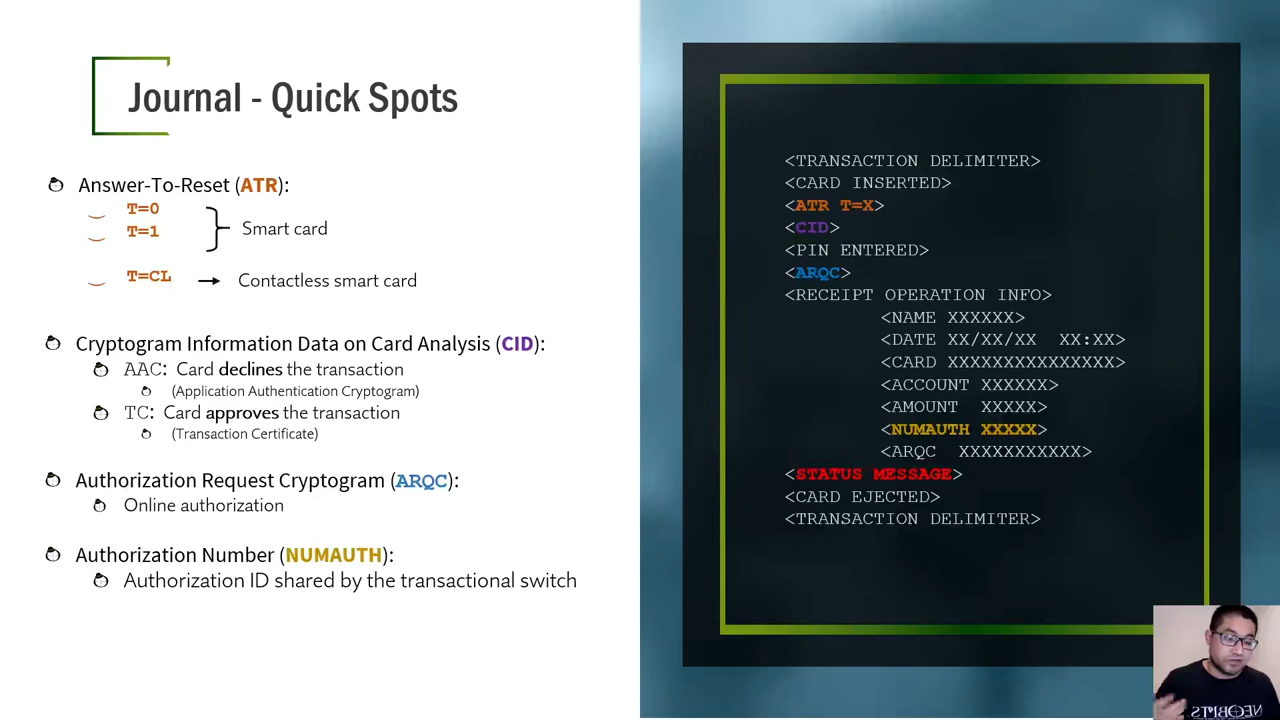 Journal - Quick Spots
Answer-To-Reset (ATR):
T=0
T=1
Smart card
T=CL
Contactless smart card
Cryptogram Information Data on Card Analysis (CID):
AAC: Card declines the transaction
(Application Authentication Cryptogram)
TC: Card approves the transaction
(Transaction Certificate)
Authorization Request Cryptogram (ARQC):
Online authorization
Authorization Number (NUMAUTH):
Authorization ID shared by the transactional switch
<TRANSACTION DELIMITER>
<CARD INSERTED>
<ATR T=X>
<CID>
<PIN ENTERED>
<ARQC>
<RECEIPT OPERATION INFO>
<NAME XXXXXX>
<DATE XX/XX/XX XX:XX>
<CARD XXXXXXXXXXXXXXX>
<ACCOUNT XXXXXX>
<AMOUNT XXXXX>
<NUMAUTH XXXXX>
<ARQC XXXXXXXXXXX>
<STATUS MESSAGE>
<CARD EJECTED>
<TRANSACTION DELIMITER>
NEOBITS